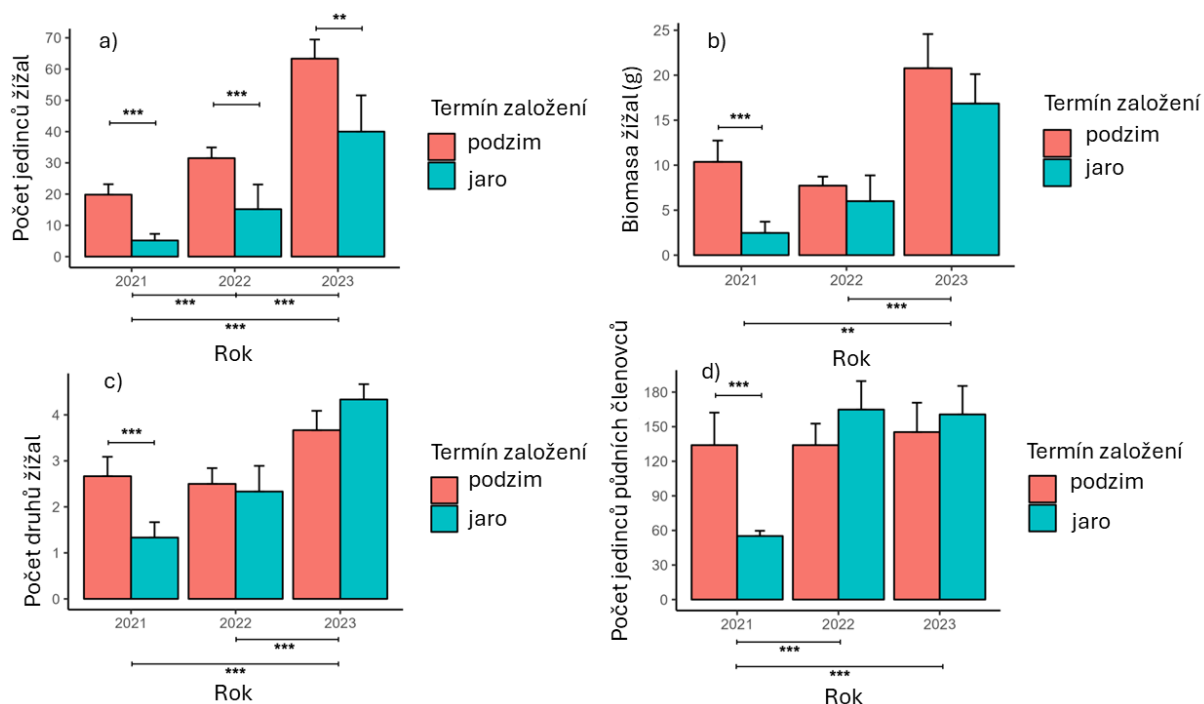 a)
Počet jedinců žížal
70
60
50
40
30
20
10
0
***
***
**
2021
2022
2023
***
***
***
Rok
Termín založení
podzim
jaro
b)
Biomasa žížal (g)
25
20
15
10
5
0
***
2021
2022
2023
***
**
Rok
Termín založení
podzim
jaro
c)
Počet druhů žížal
4
3
2
1
0
***
2021
2022
2023
***
***
Rok
Termín založení
podzim
jaro
d)
Počet jedinců půdních členovců
180
150
120
90
60
30
0
***
2021
2022
2023
***
***
Rok
Termín založení
podzim
jaro